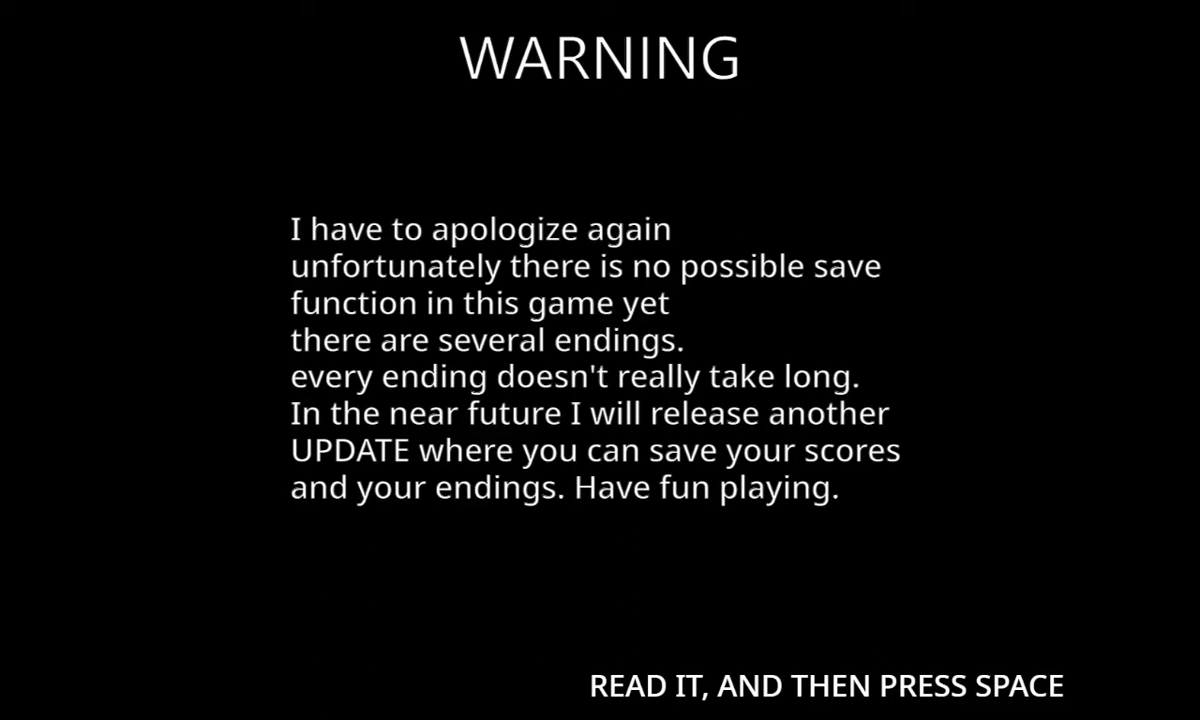 WARNING
I have to apologize again
unfortunately there is no possible save
function in this game yet
there are several endings.
every ending doesn't really take long.
In the near future I will release another
UPDATE where you can save your scores
and your endings. Have fun playing.
READ IT, AND THEN PRESS SPACE